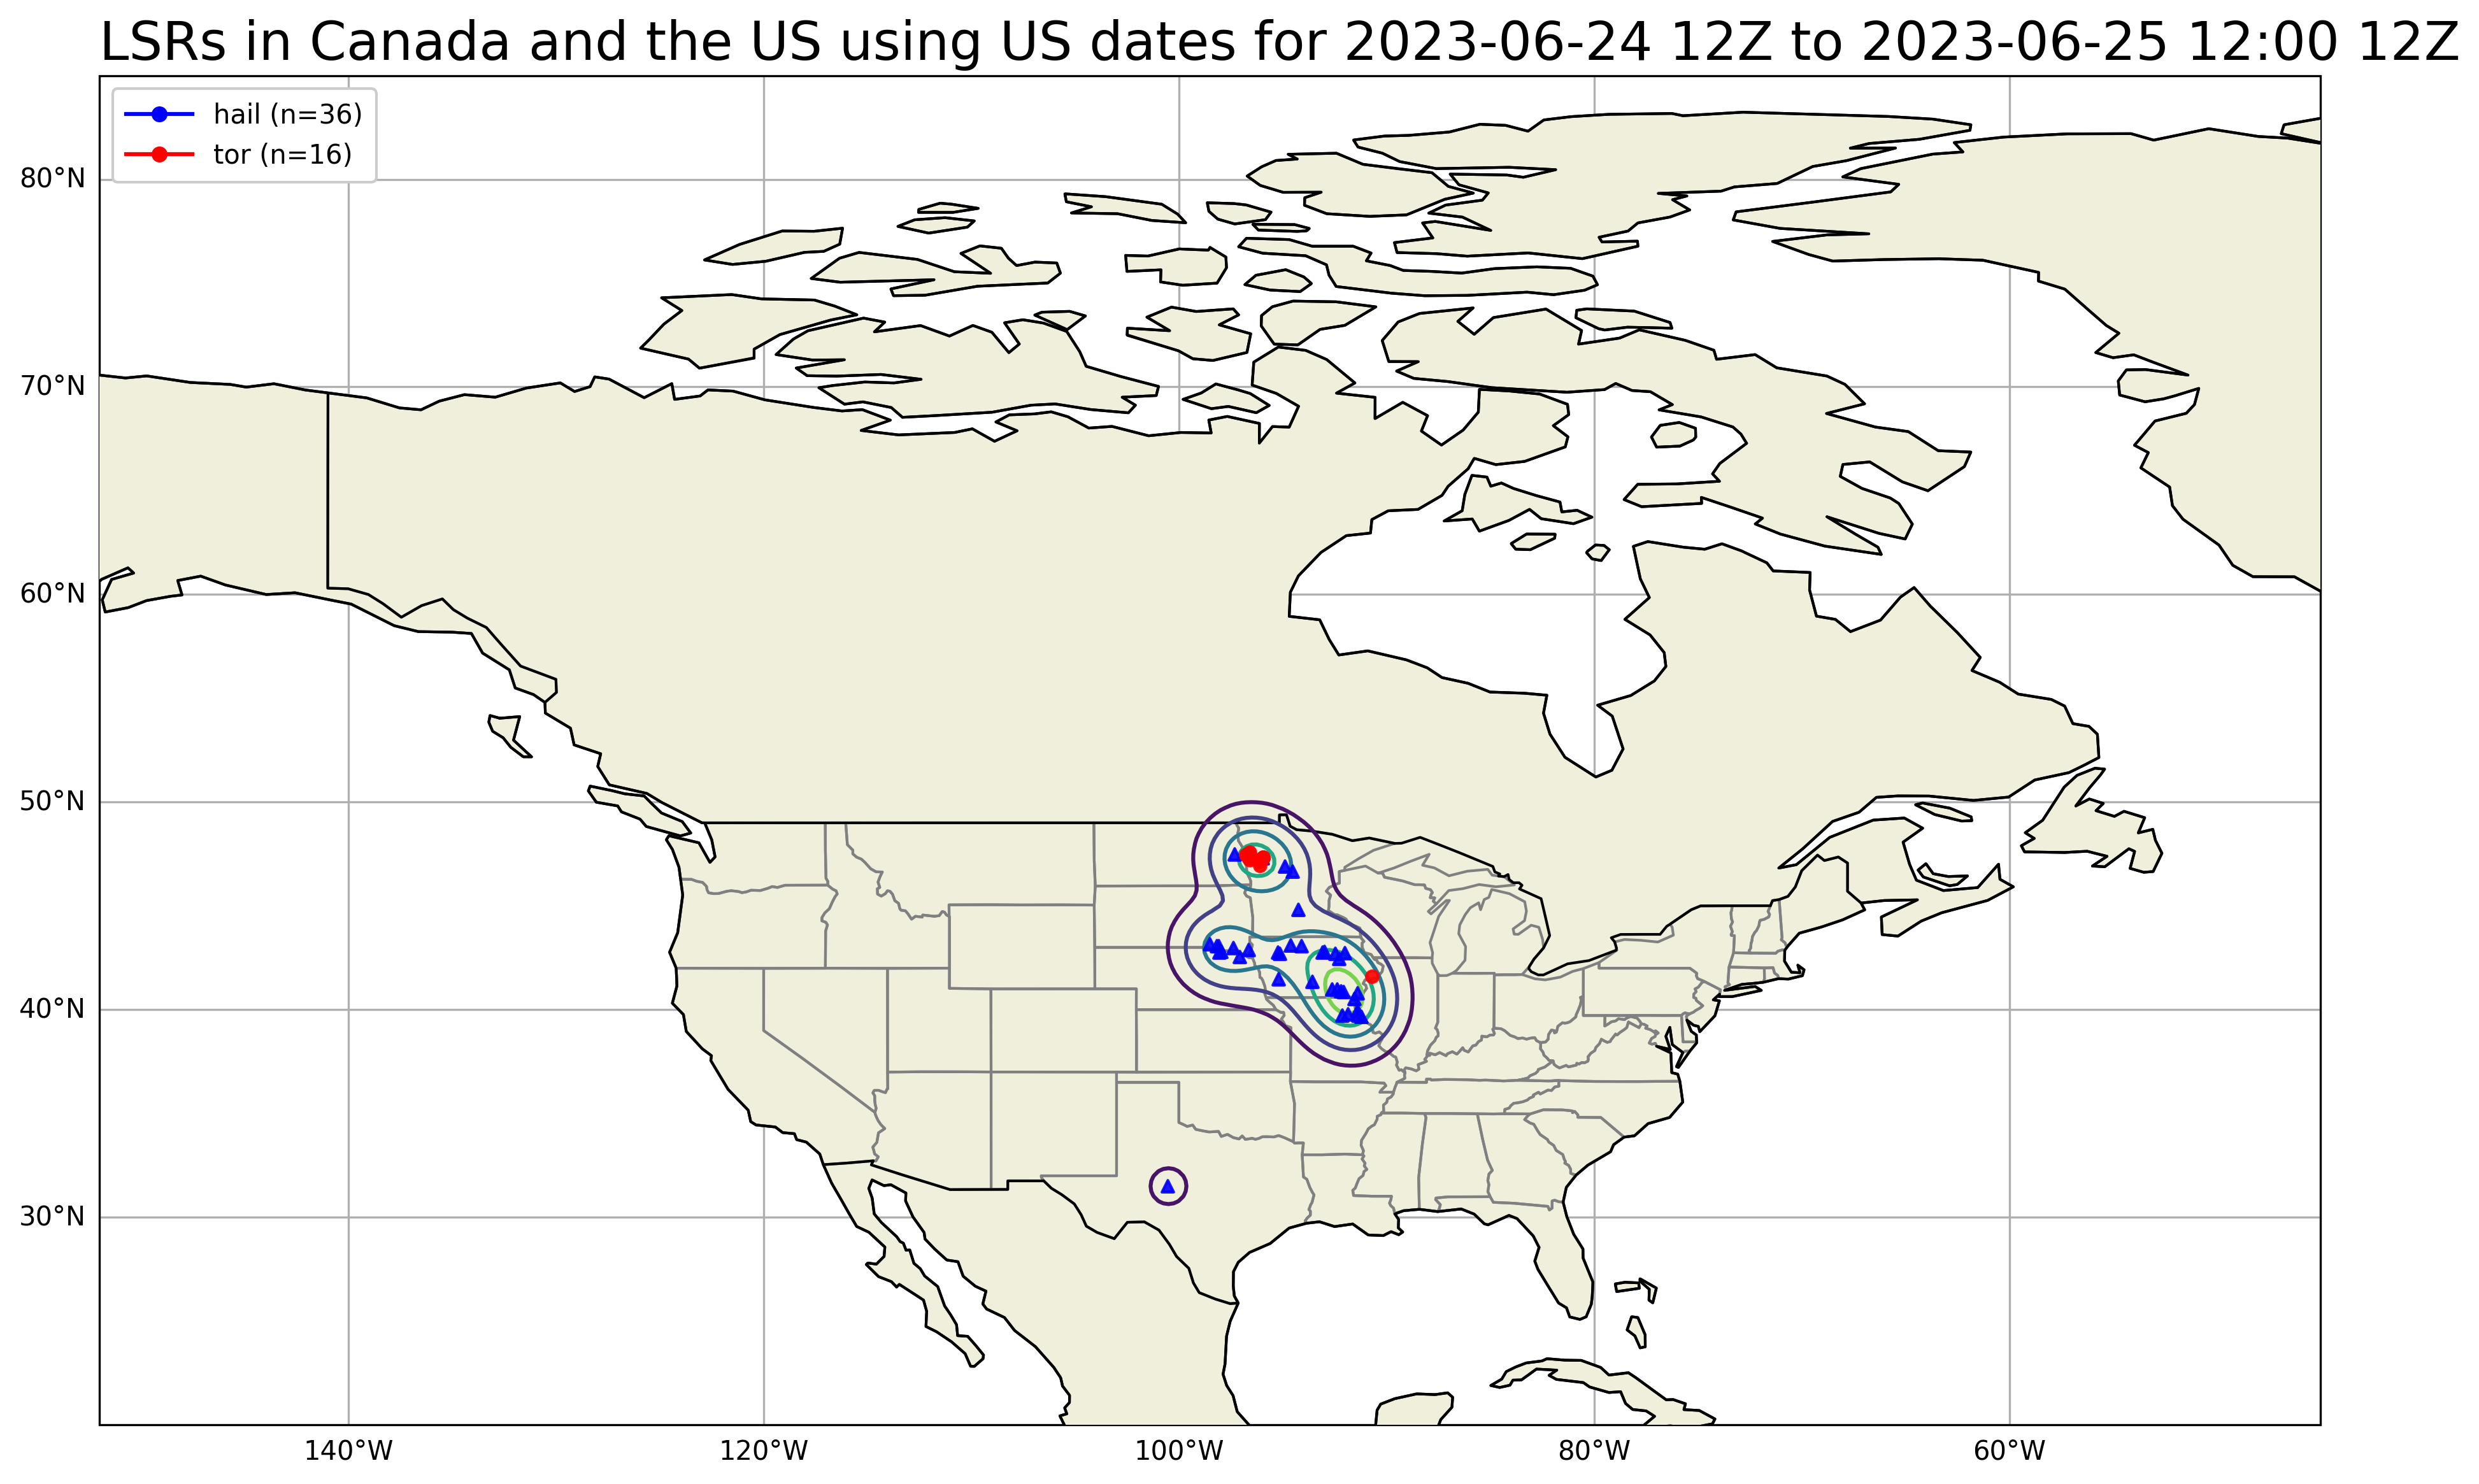 LSRs in Canada and the US using US dates for 2023-06-24 12Z to 2023-06-25 12:00 12Z
hail (n=36)
tor (n=16)
80°N
70°N
60°N
50°N
40°N
30°N
140°W
120°W
100°W
80°W
60°W